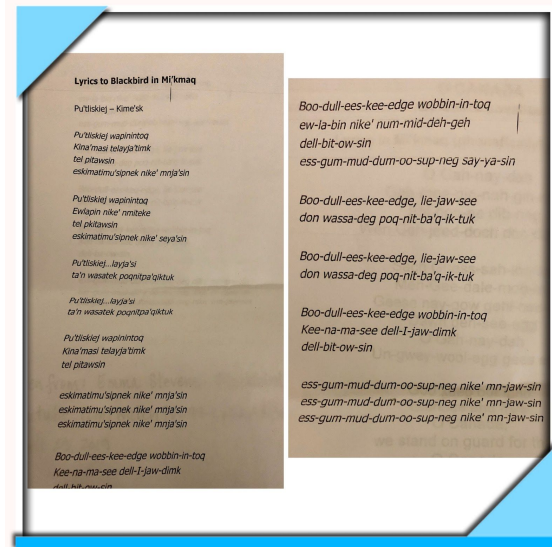 Lyrics to Blackbird in Mi'kmaq
Pu'tliskiej – Kime'sk
Pu'tliskiej wapinintoq
Kina'masi telayja'timk
tel pitawsin
eskimatimu'sipnek nike' mnja'sin
Pu'tliskiej wapinintoq
Ewlapin nike' nmiteke
tel pkitawsin
eskimatimu'sipnek nike' seya'sin
Pu'tliskiej...layja'si
ta'n wasatek poqnitpa'qiktuk
Pu'tliskiej...layja'si
ta'n wasatek poqnitpa'qiktuk
Pu'tliskiej wapinintoq
Kina'masi telayja'timk
tel pitawsin
eskimatimu'sipnek nike' mnja'sin
eskimatimu'sipnek nike' mnja'sin
eskimatimu'sipnek nike' mnja'sin
Boo-dull-ees-kee-edge wobbin-in-toq
Kee-na-ma-see dell-I-jaw-dimk
dell-bit-ow-sin
Boo-dull-ees-kee-edge wobbin-in-toq
ew-la-bin nike' num-mid-deh-geh
dell-bit-ow-sin
ess-gum-mud-dum-oo-sup-neg say-ya-sin
Boo-dull-ees-kee-edge, lie-jaw-see
don wassa-deg poq-nit-ba'q-ik-tuk
Boo-dull-ees-kee-edge, lie-jaw-see
don wassa-deg poq-nit-ba'q-ik-tuk
Boo-dull-ees-kee-edge wobbin-in-toq
Kee-na-ma-see dell-I-jaw-dimk
dell-bit-ow-sin
ess-gum-mud-dum-oo-sup-neg nike' mn-jaw-sin
ess-gum-mud-dum-oo-sup-neg nike' mn-jaw-sin
ess-gum-mud-dum-oo-sup-neg nike' mn-jaw-sin
we stand on guard for